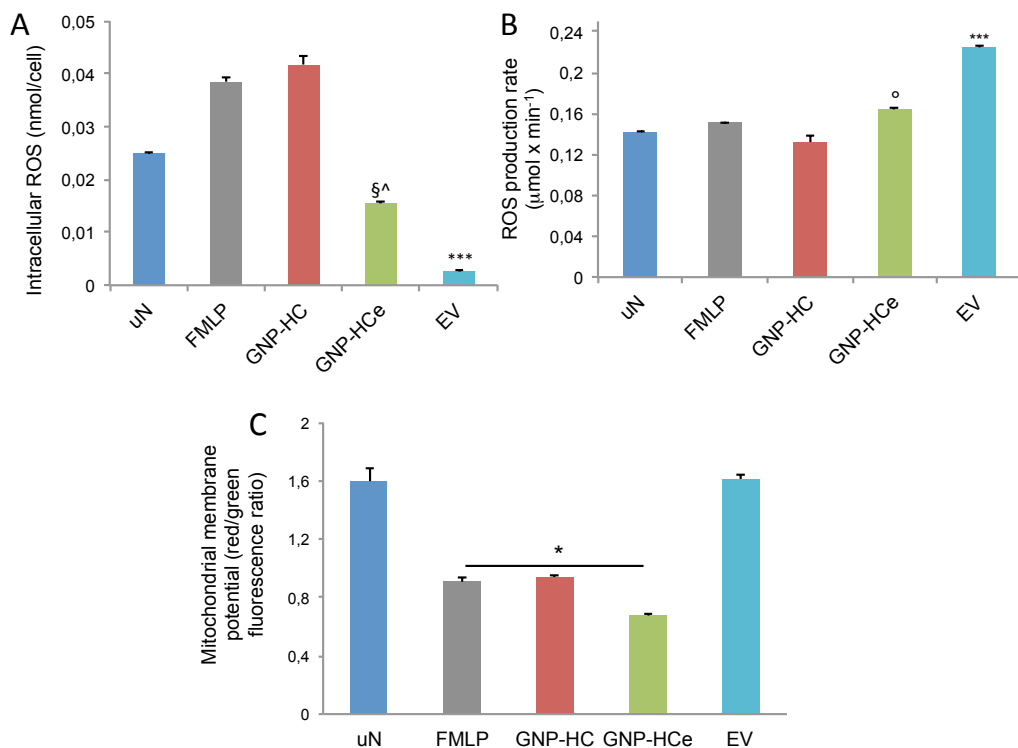 A
Intracellular ROS (nmol/cell)
0,05
0,04
0,03
0,02
0,01
0
§^
***
uN
FMLP
GNP-HC
GNP-HCe
EV
B
ROS production rate
(μmol x min⁻¹)
0,24
0,2
0,16
0,12
0,08
0,04
0
°
***
uN
FMLP
GNP-HC
GNP-HCe
EV
C
Mitochondrial membrane
potential (red/green
fluorescence ratio)
2
1,6
1,2
0,8
0,4
0
*
uN
FMLP
GNP-HC
GNP-HCe
EV